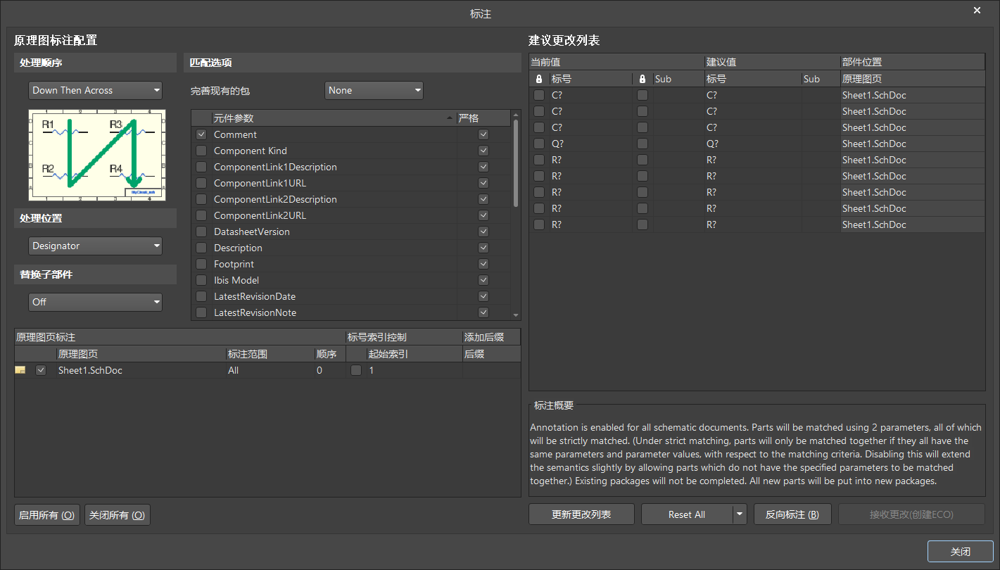 标注
原理图标注配置
处理顺序
Down Then Across
R1
R3
R2
R4
处理位置
Designator
替换子部件
Off
匹配选项
完善现有的包
None
元件参数 严格
Comment
Component Kind
ComponentLink1Description
ComponentLink1URL
ComponentLink2Description
ComponentLink2URL
DatasheetVersion
Description
Footprint
Ibis Model
LatestRevisionDate
LatestRevisionNote
原理图页标注 标号索引控制 添加后缀
原理图页 标注范围 顺序 起始索引 后缀
Sheet1.SchDoc All 0 1
启用所有 (O) 关闭所有 (O)
建议更改列表
当前值 建议值 部件位置
标号 Sub 标号 Sub 原理图页
C? C? Sheet1.SchDoc
C? C? Sheet1.SchDoc
C? C? Sheet1.SchDoc
Q? Q? Sheet1.SchDoc
R? R? Sheet1.SchDoc
R? R? Sheet1.SchDoc
R? R? Sheet1.SchDoc
R? R? Sheet1.SchDoc
R? R? Sheet1.SchDoc
标注概要
Annotation is enabled for all schematic documents. Parts will be matched using 2 parameters, all of which
will be strictly matched. (Under strict matching, parts will only be matched together if they all have the
same parameters and parameter values, with respect to the matching criteria. Disabling this will extend
the semantics slightly by allowing parts which do not have the specified parameters to be matched
together.) Existing packages will not be completed. All new parts will be put into new packages.
更新更改列表 Reset All 反向标注 (B) 接收更改(创建ECO)
关闭